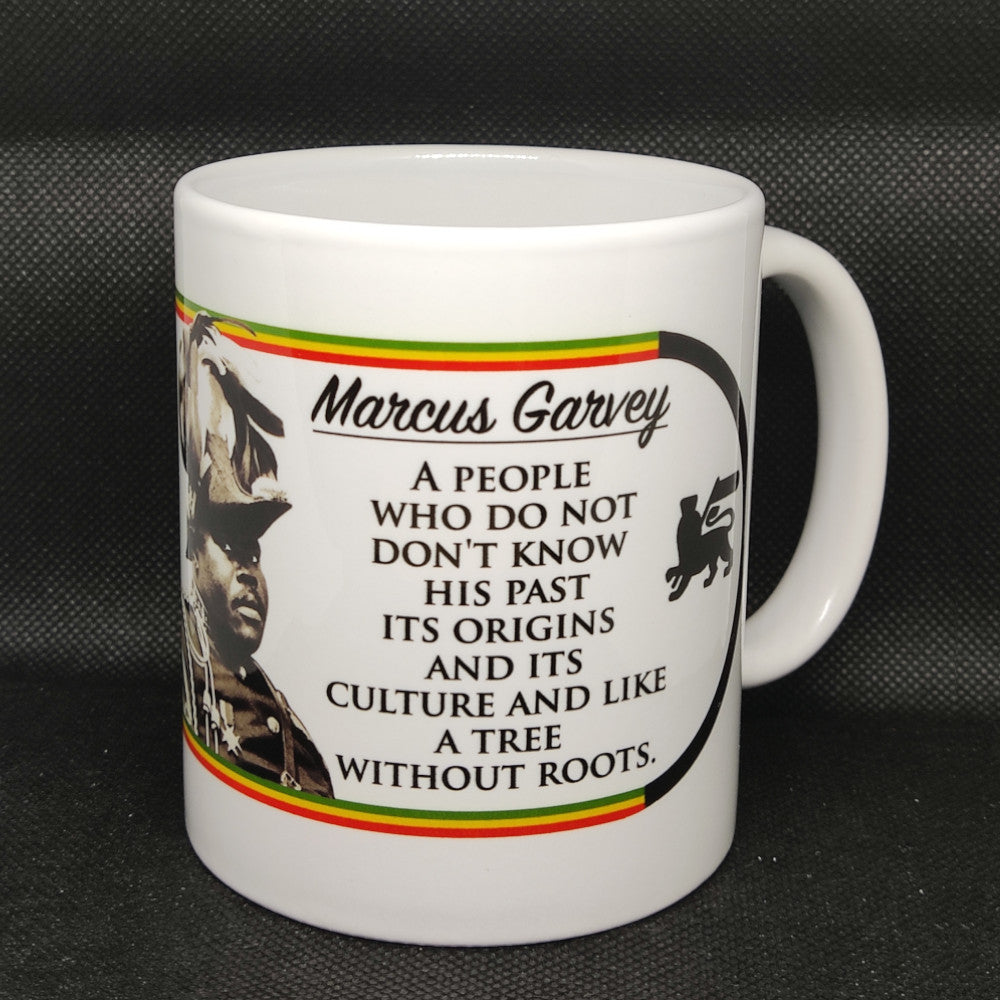 Marcus Garvey
A PEOPLE
WHO DO NOT
DON'T KNOW
HIS PAST
ITS ORIGINS
AND ITS
CULTURE AND LIKE
A TREE
WITHOUT ROOTS.